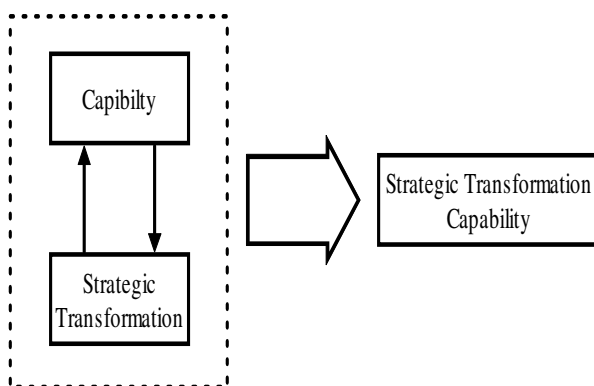 Capibilty
Strategic
Transformation
Strategic Transformation
Capability